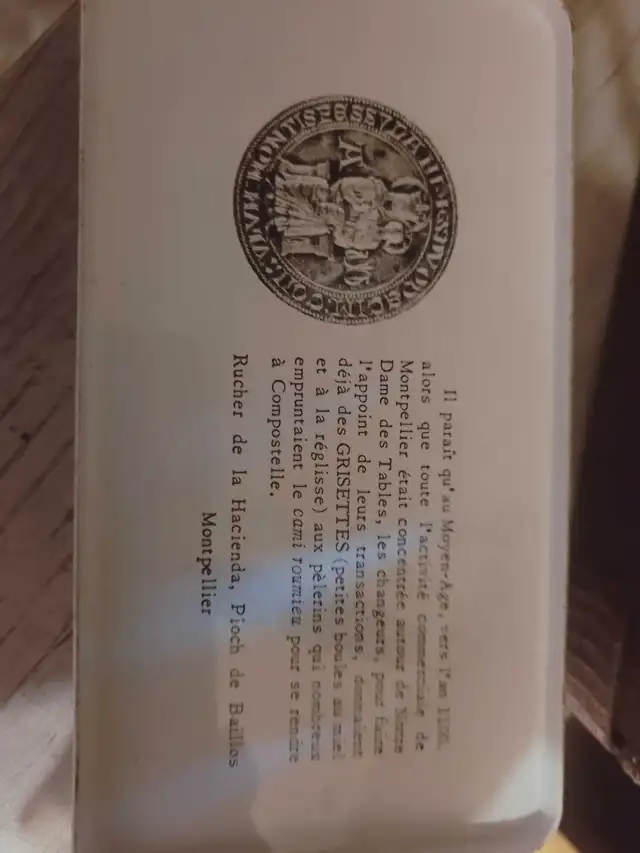 Il paraît qu'au Moyen-Age, vers l'an
alors que toute l'activité commerciale de
Montpellier était concentrée autour de Notre
Dame des Tables, les changeurs, pour faire
l'appoint de leurs transactions, donnaient
déjà des GRISETTES (petites boules au miel
et à la réglisse) aux pèlerins qui nombreux
empruntaient le cami roumieu pour se rendre
à Compostelle.
Rucher de la Hacienda, Pioch de Baillos
Montpellier